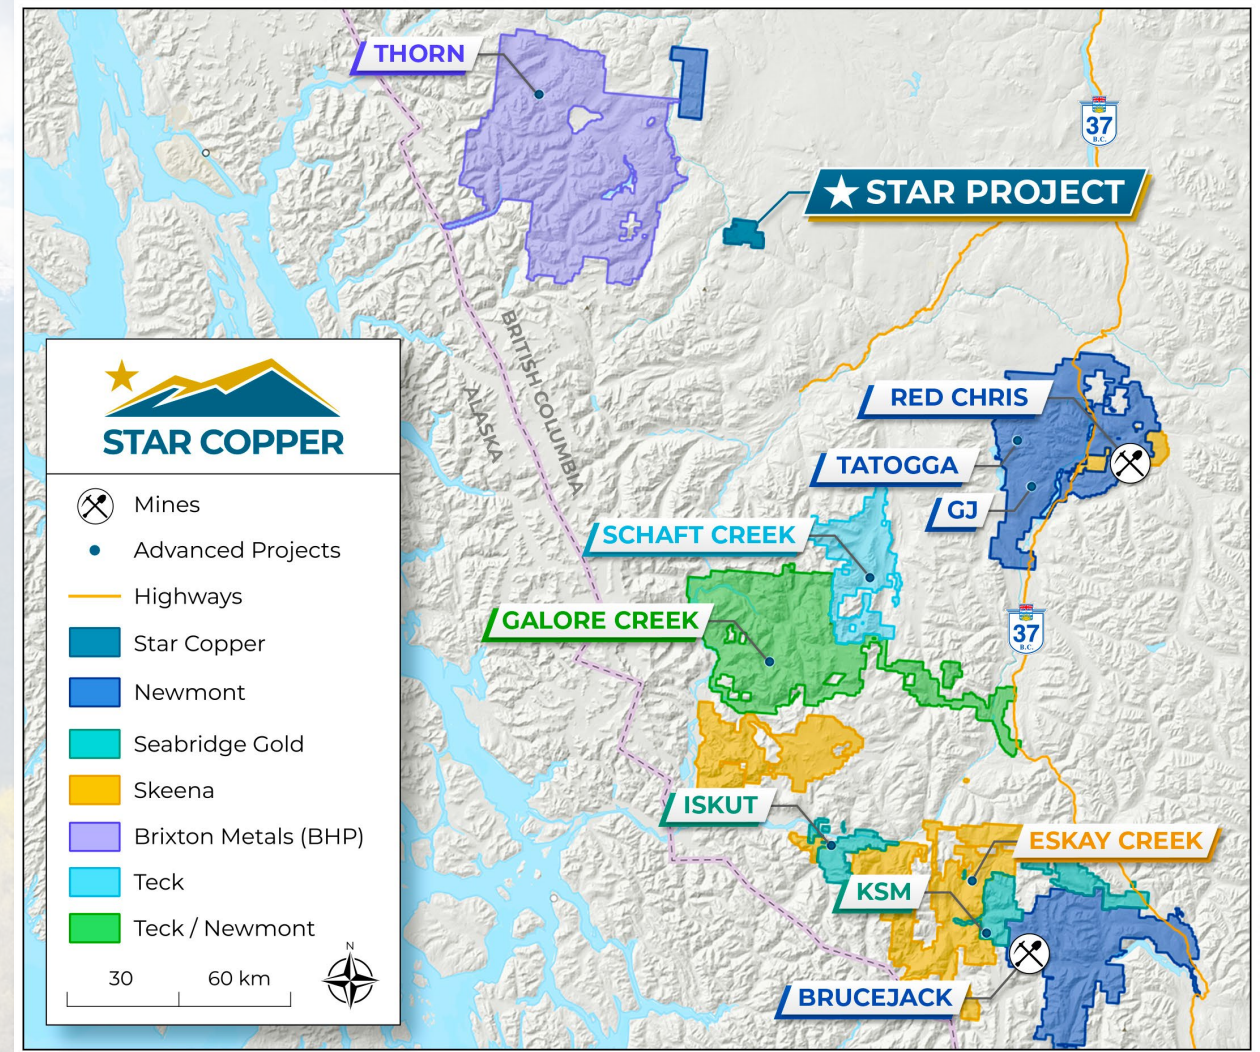 THORN
37
B.C.
STAR PROJECT
BRITISH COLUMBIA
ALASKA
RED CHRIS
TATOGGA
GJ
SCHAFT CREEK
GALORE CREEK
37
B.C.
ISKUT
ESKAY CREEK
KSM
BRUCEJACK
STAR COPPER
Mines
Advanced Projects
Highways
Star Copper
Newmont
Seabridge Gold
Skeena
Brixton Metals (BHP)
Teck
Teck / Newmont
N
30 60 km